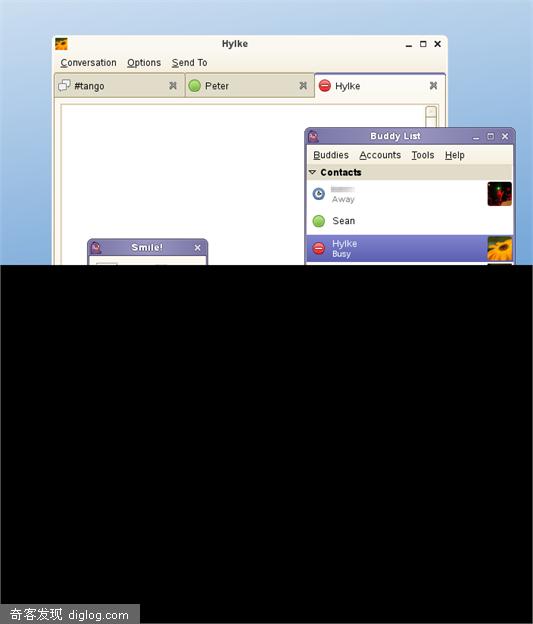 Hylke
Conversation Options Send To
#tango Peter Hylke
Buddy List
Buddies Accounts Tools Help
Contacts
Away
Sean
Hylke
Busy
Smile!
奇客发现 diglog.com